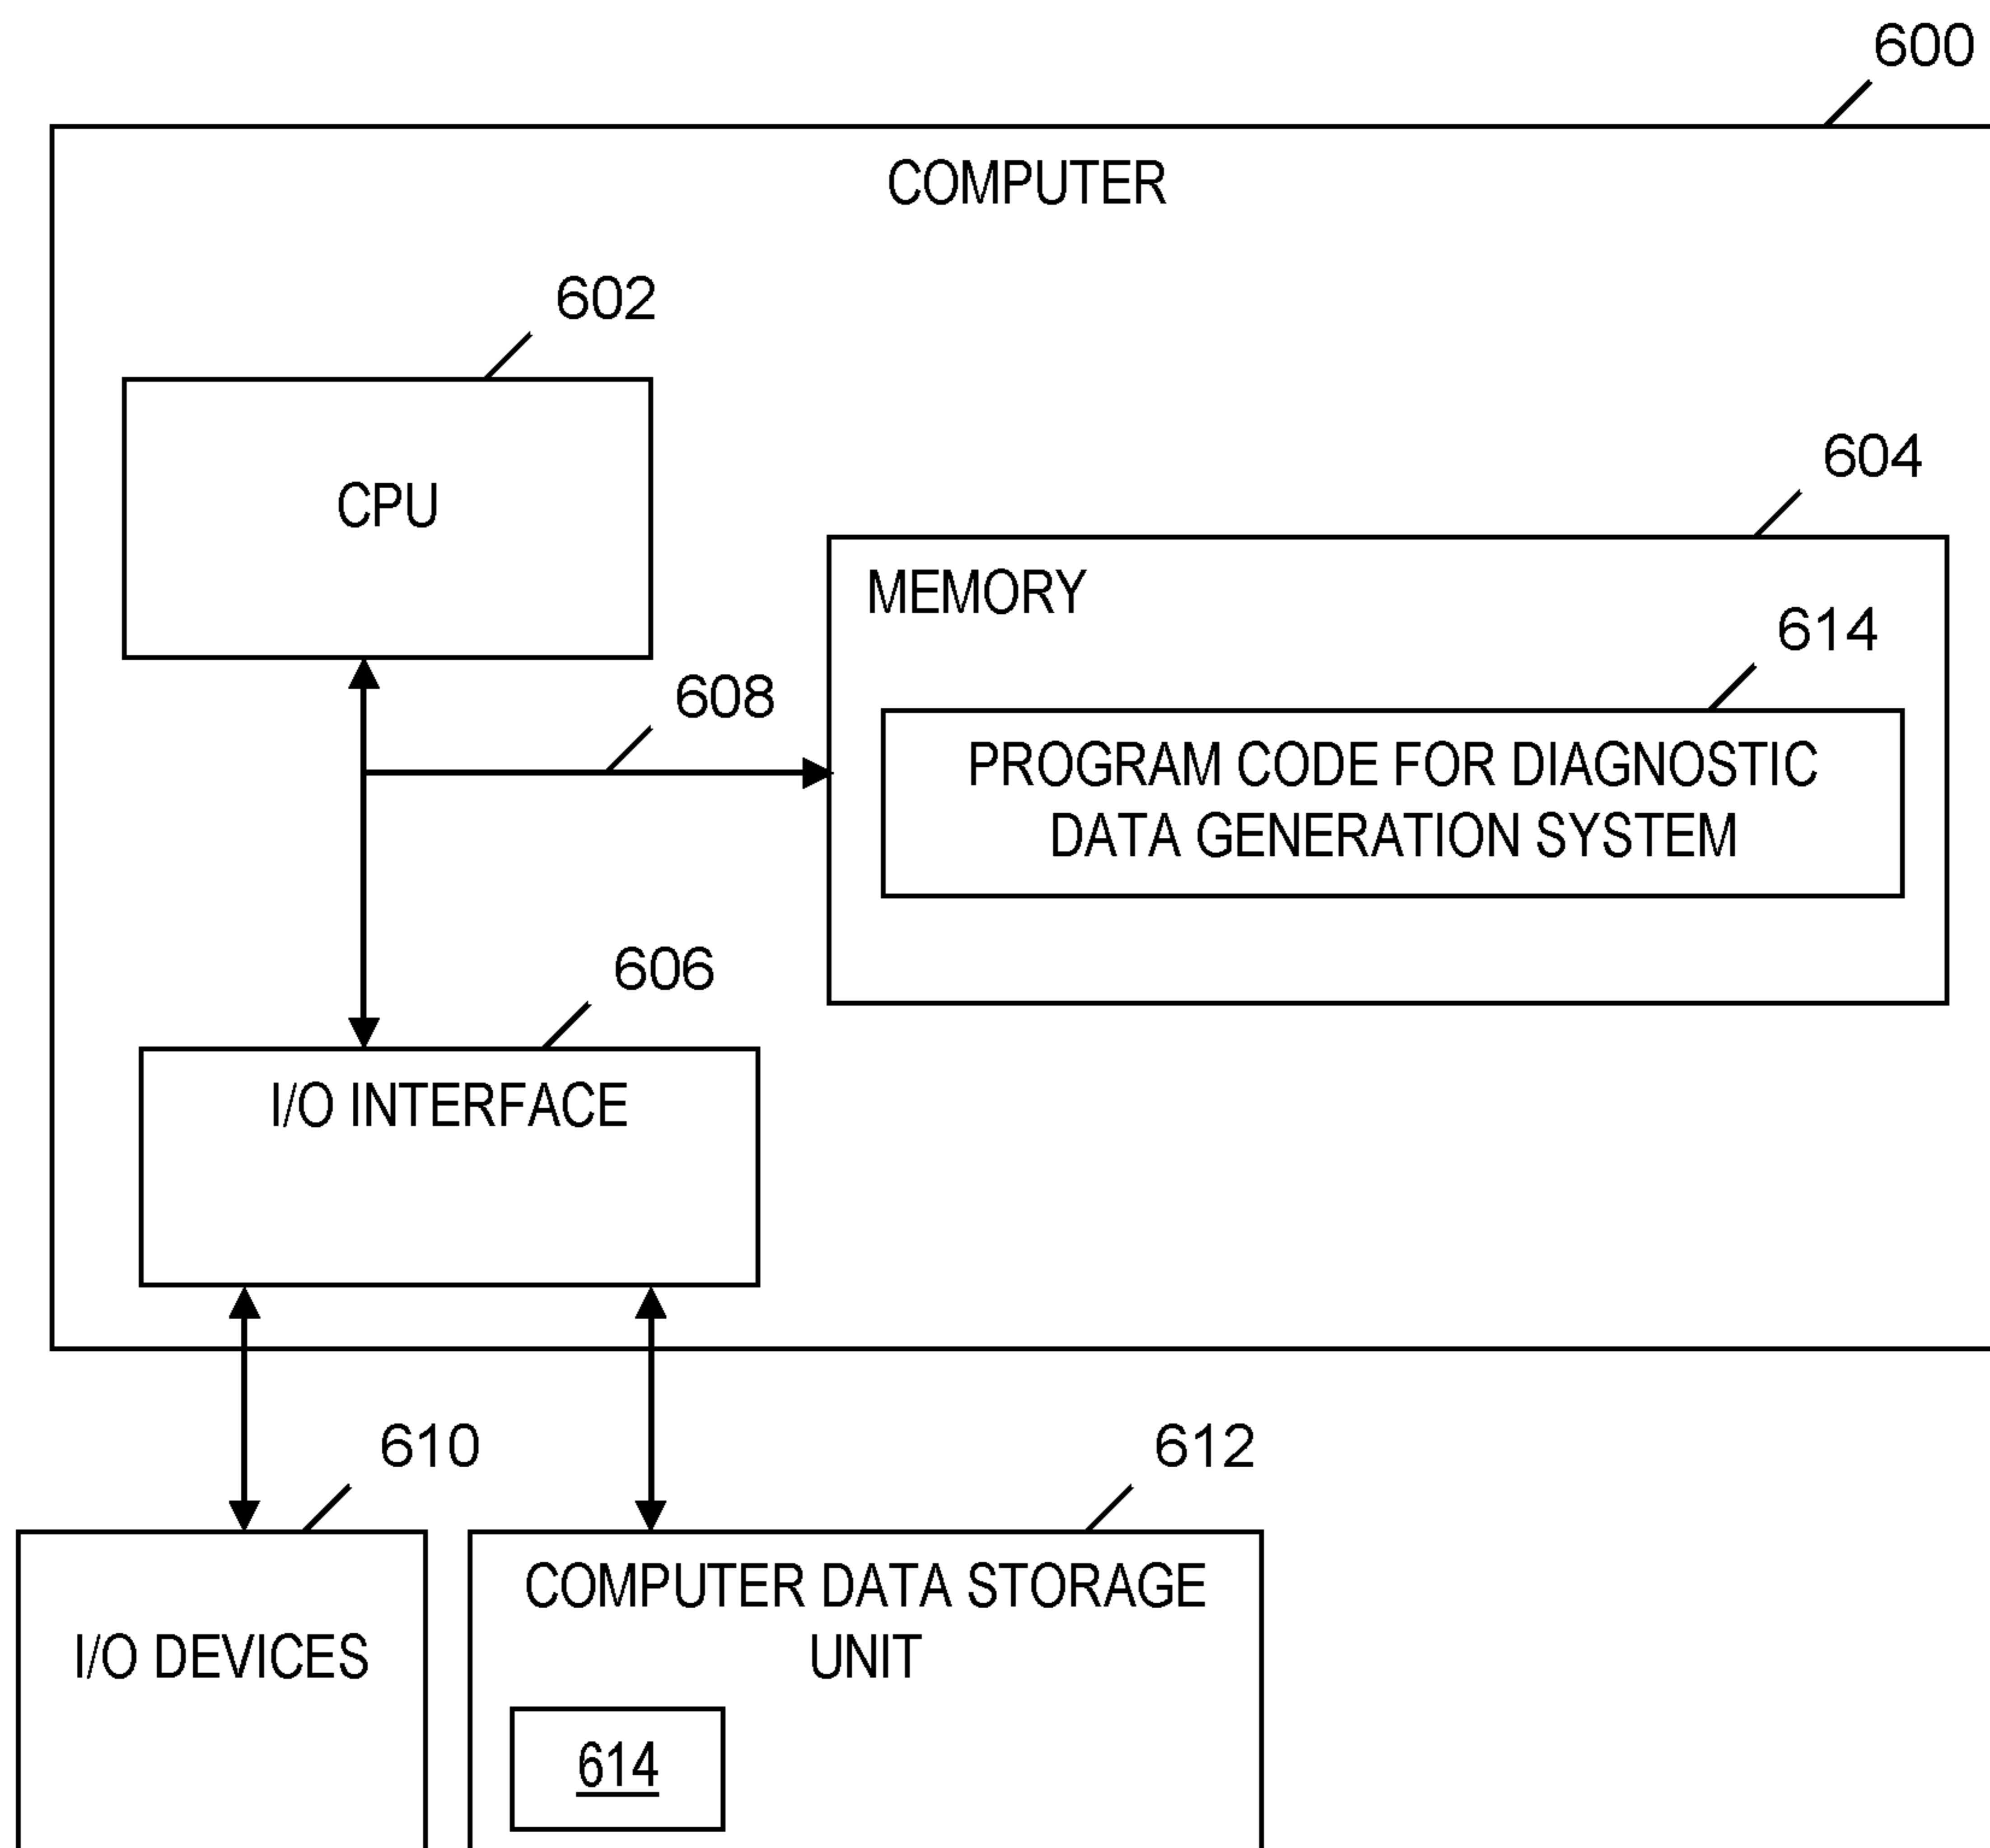 600
COMPUTER
602
CPU
604
MEMORY
614
608
PROGRAM CODE FOR DIAGNOSTIC
DATA GENERATION SYSTEM
606
I/O INTERFACE
610
612
I/O DEVICES
COMPUTER DATA STORAGE
UNIT
614